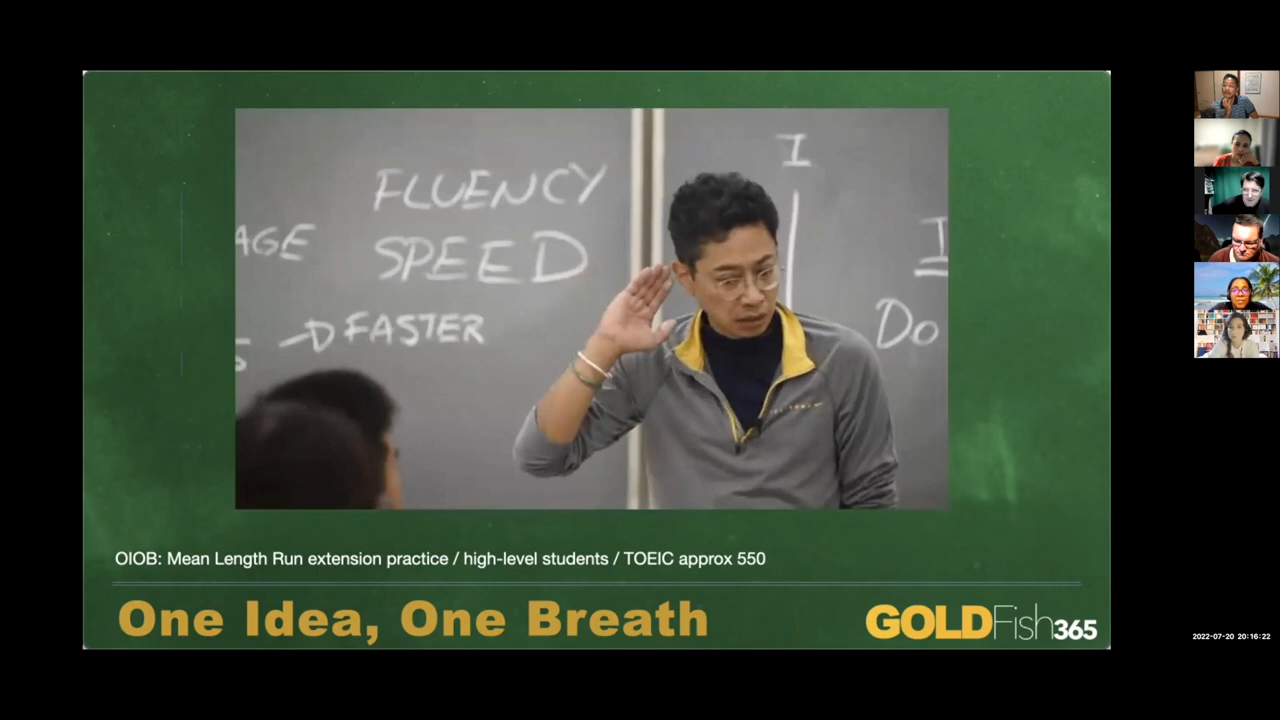 I
FLUENCY
AGE
SPEED
I
FASTER
Do
OIOB: Mean Length Run extension practice / high-level students / TOEIC approx 550
One Idea, One Breath
GOLDFish365
2022-07-20 20:16:22